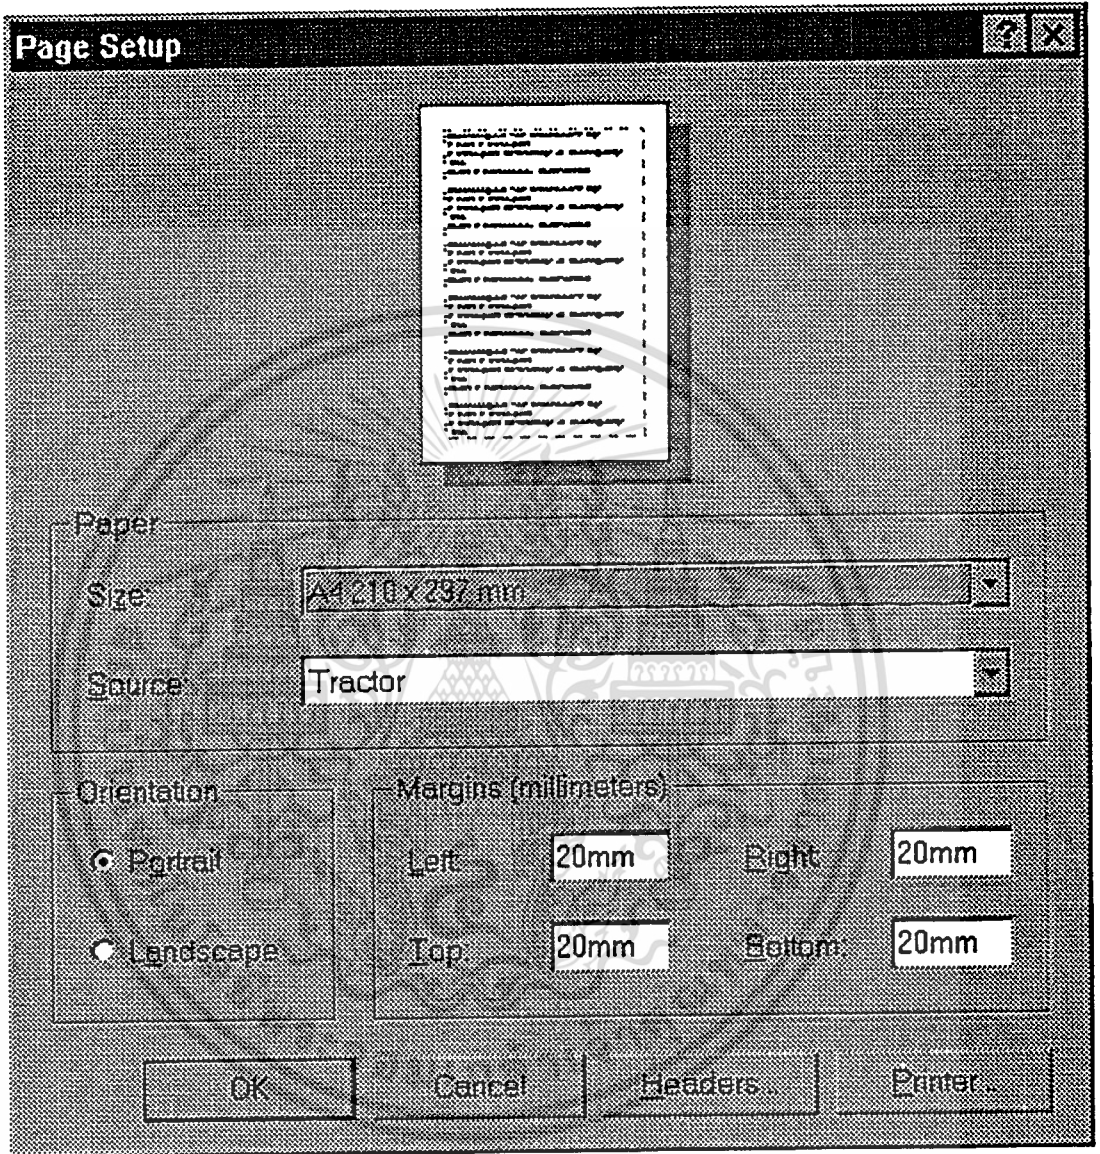 Page Setup
Paper
Size: A4 210 x 297 mm
Source: Tractor
Orientation
Portrait
Landscape
Margins (millimeters)
Left: 20mm Right: 20mm
Top: 20mm Bottom: 20mm
OK Cancel Headers... Printer...